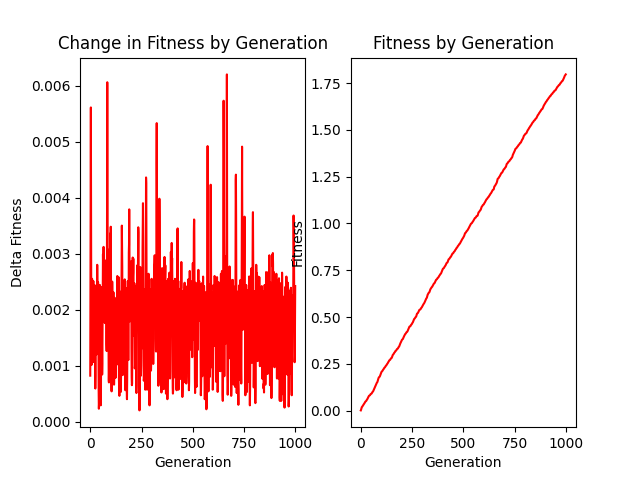 Change in Fitness by Generation
Delta Fitness
0.006
0.005
0.004
0.003
0.002
0.001
0.000
0 250 500 750 1000
Generation
Fitness by Generation
Fitness
1.75
1.50
1.25
1.00
0.75
0.50
0.25
0.00
0 250 500 750 1000
Generation